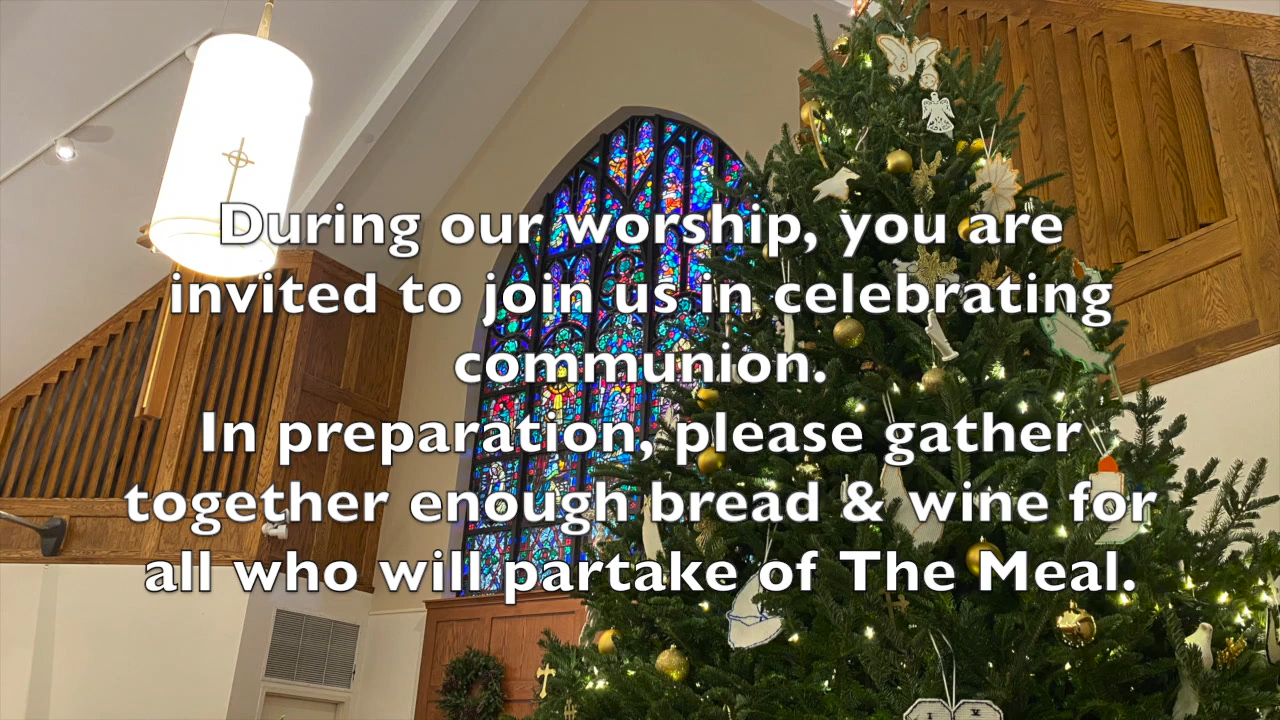 During our worship, you are
invited to join us in celebrating
communion.
In preparation, please gather
together enough bread & wine for
all who will partake of The Meal.
I V